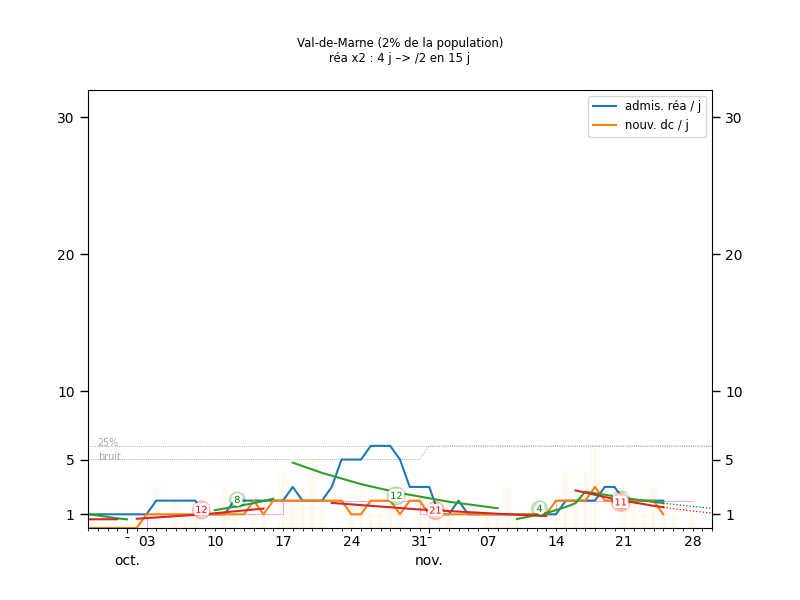 Val-de-Marne (2% de la population)
réa x2 : 4 j –> /2 en 15 j
admis. réa / j
nouv. dc / j
30
30
20
20
10
10
25%
bruit
5
5
12
8
12
21
4
11
1
1
- 03 10 17 24 31 - 07 14 21 28
oct. nov.